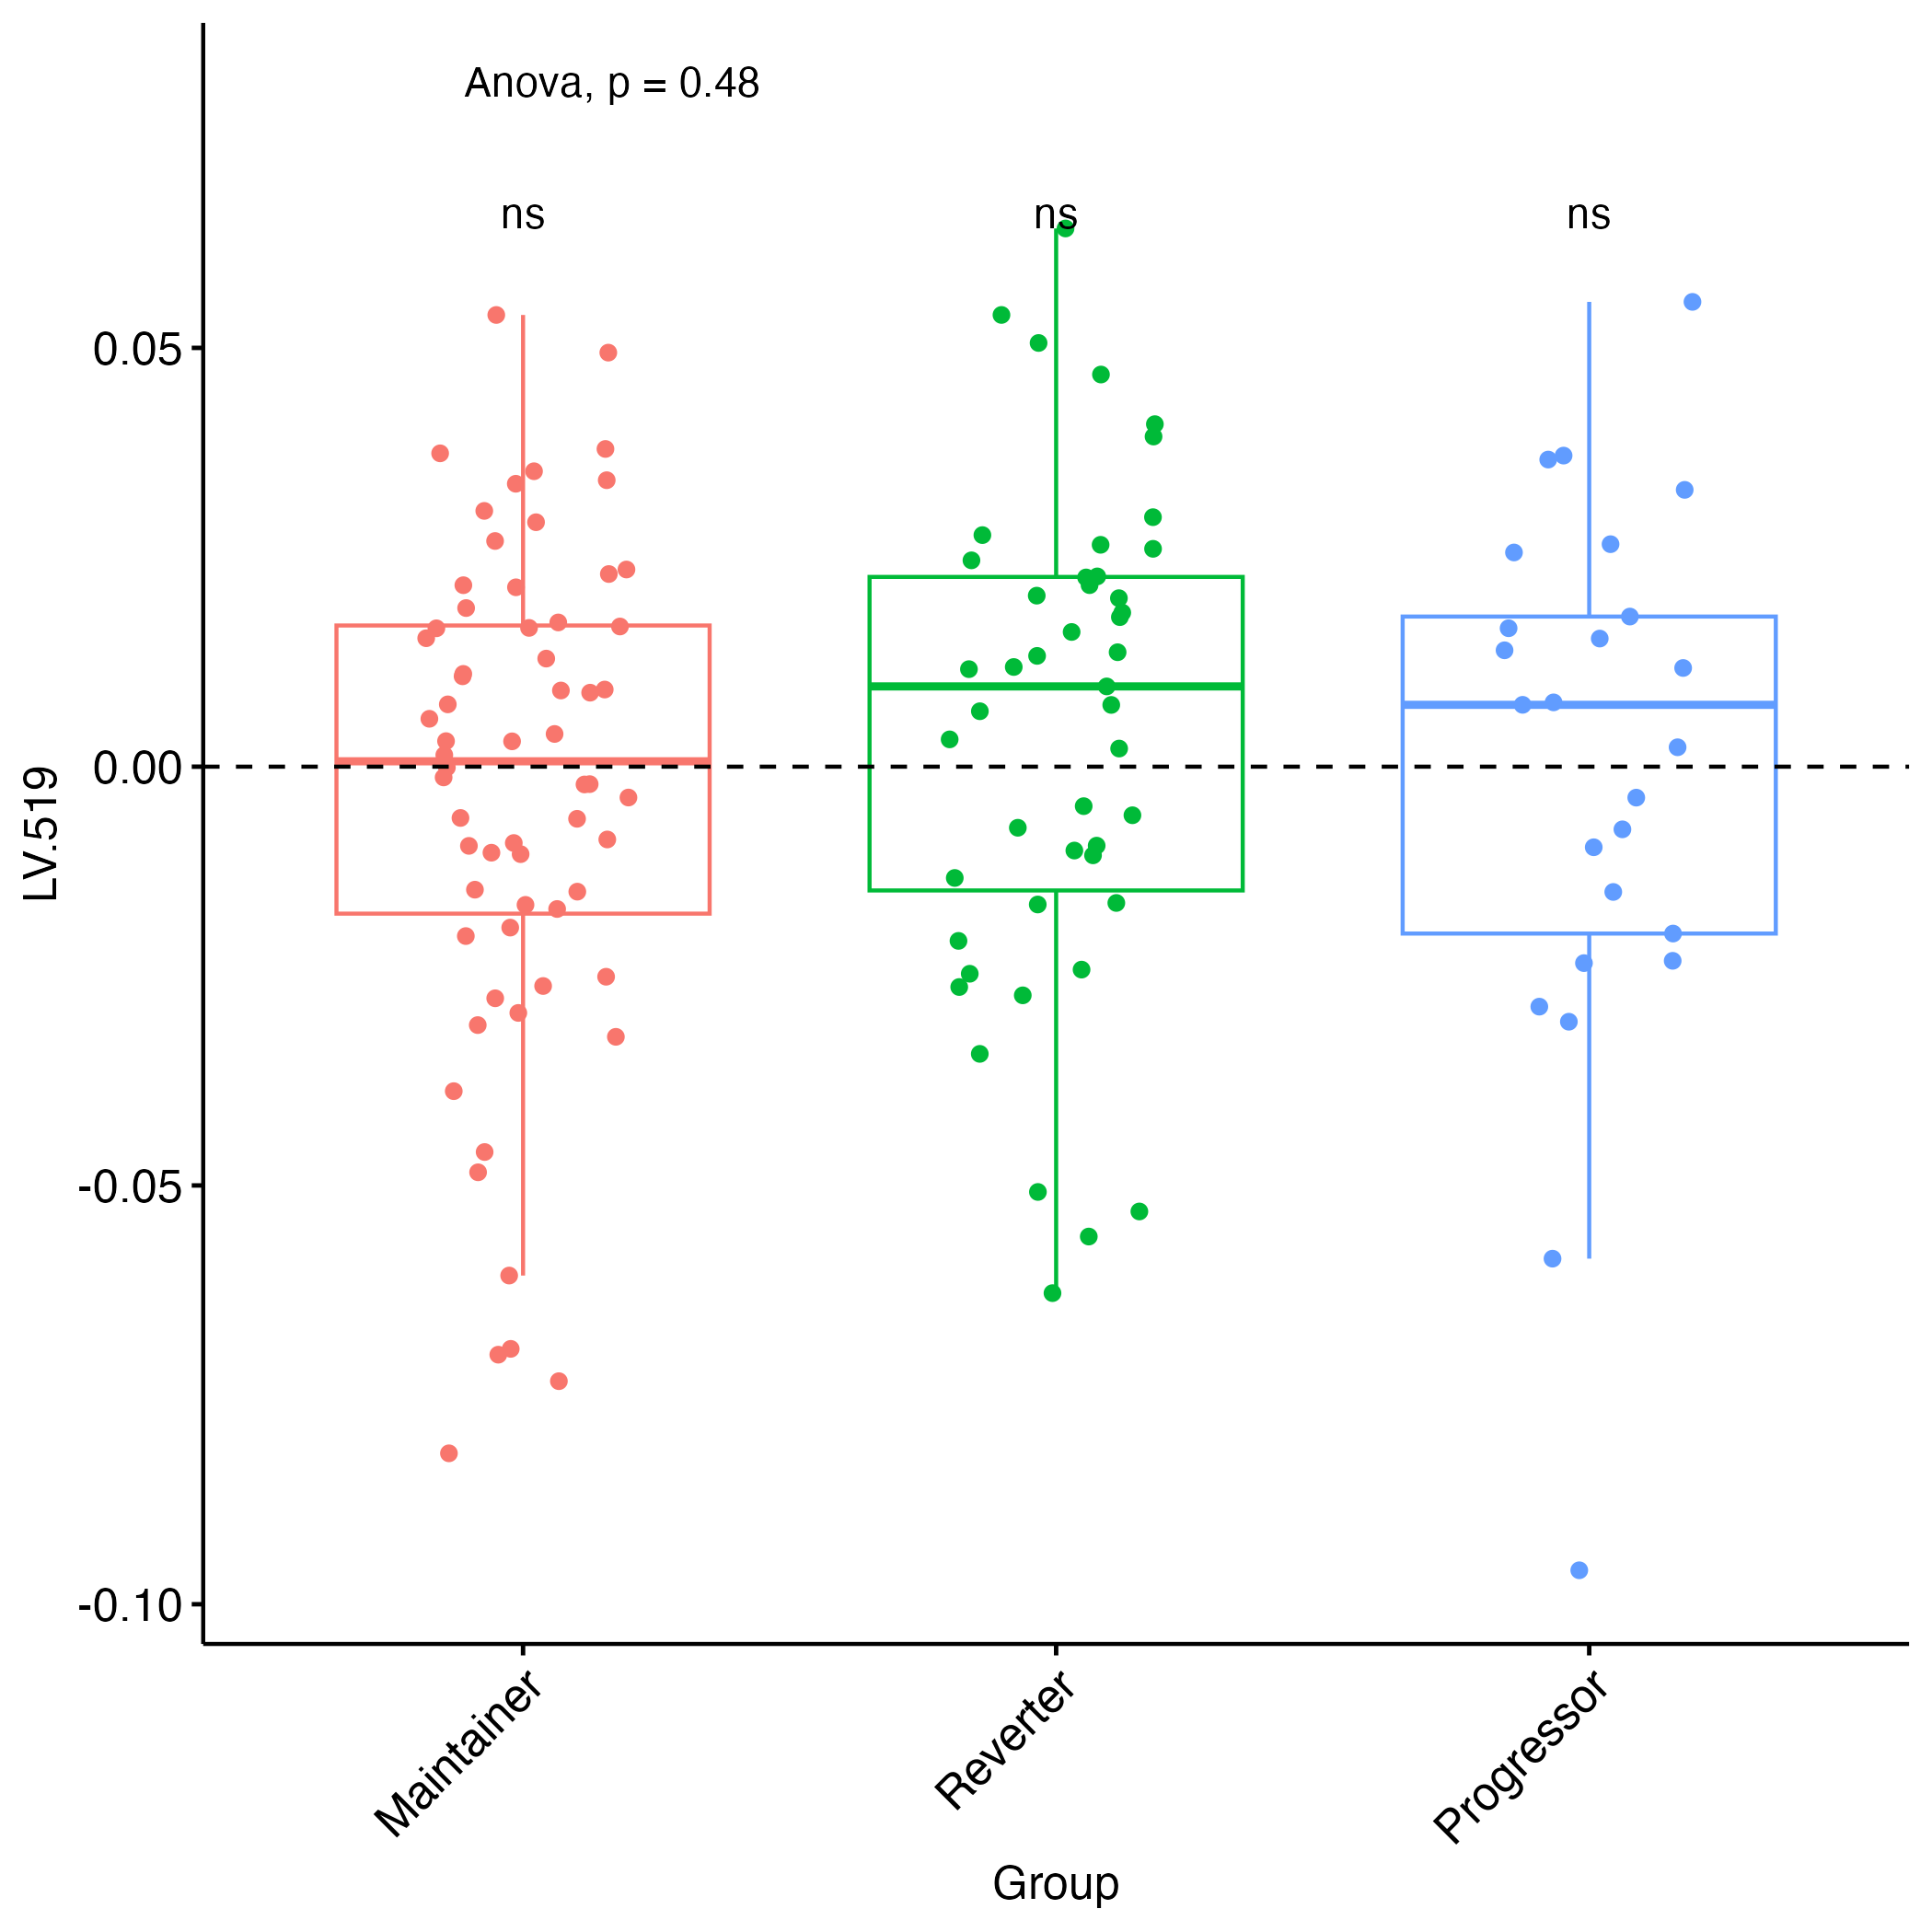 Anova, p = 0.48
ns
ns
ns
0.05
0.00
-0.05
-0.10
LV.519
Maintainer
Reverter
Progressor
Group